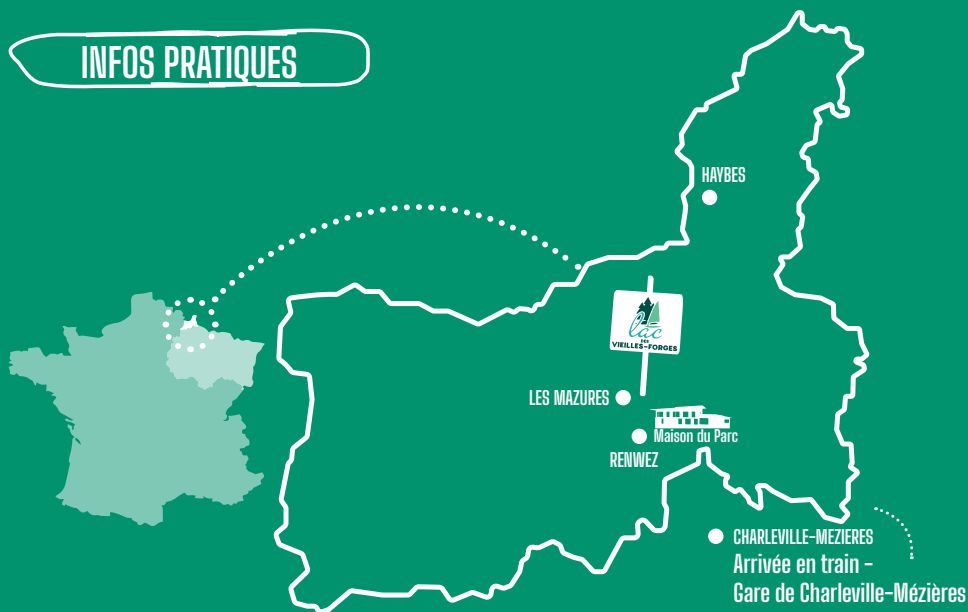 INFOS PRATIQUES
HAYBES
lac
DES
VIEILLES-FORGES
LES MAZURES
Maison du Parc
RENWEZ
CHARLEVILLE-MEZIERES
Arrivée en train -
Gare de Charleville-Mézières